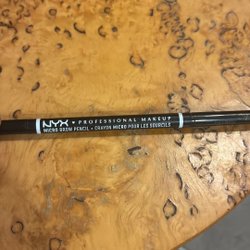 NYX • PROFESSIONAL MAKEUP
MICRO BROW PENCIL • CRAYON MICRO POUR LES SOURCILS